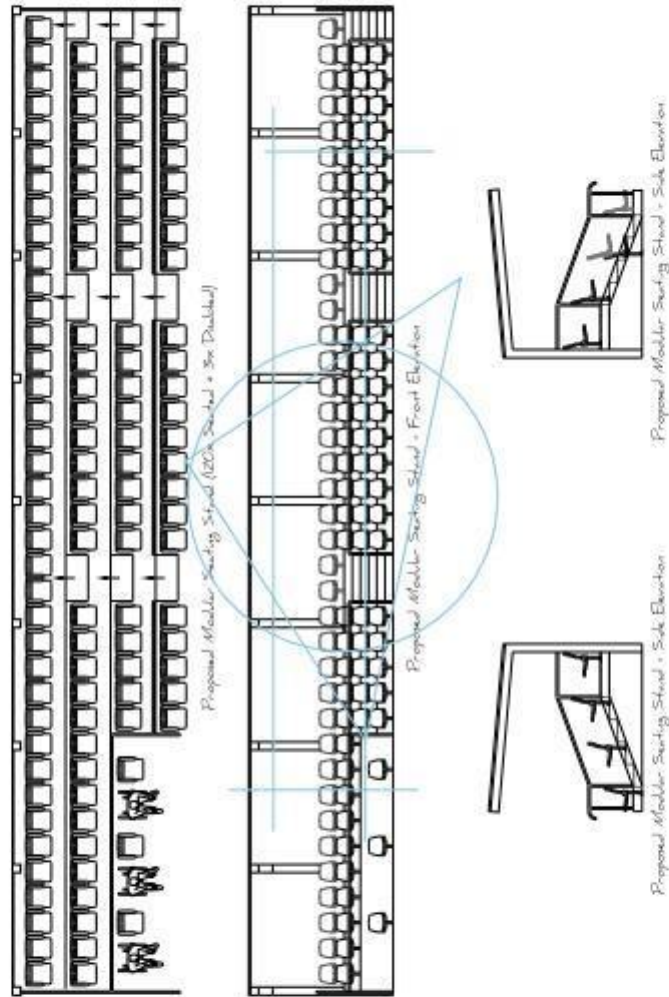 Proposed Modular Seating Stand (120x Seated + 3x Disabled)
Proposed Modular Seating Stand - Front Elevation
Proposed Modular Seating Stand - Side Elevation
Proposed Modular Seating Stand - Side Elevation